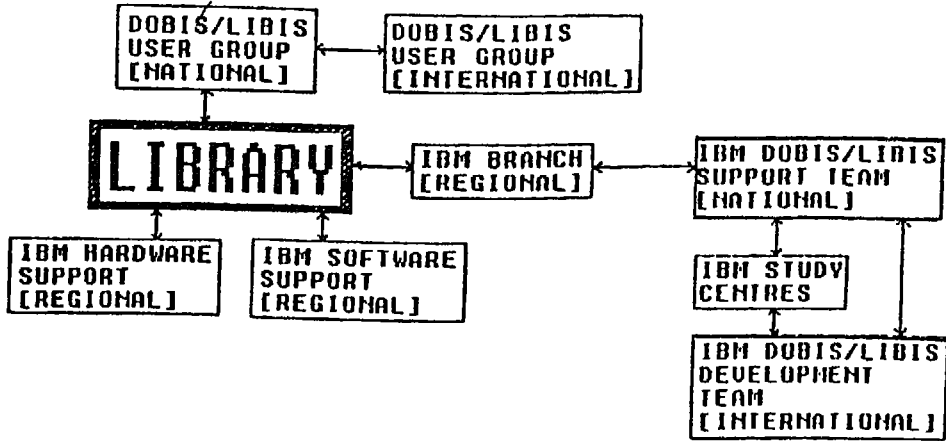 DOBIS/LIBIS
USER GROUP
[NATIONAL]
DOBIS/LIBIS
USER GROUP
[INTERNATIONAL]
LIBRARY
IBM BRANCH
[REGIONAL]
IBM DOBIS/LIBIS
SUPPORT TEAM
[NATIONAL]
IBM HARDWARE
SUPPORT
[REGIONAL]
IBM SOFTWARE
SUPPORT
[REGIONAL]
IBM STUDY
CENTRES
IBM DOBIS/LIBIS
DEVELOPMENT
TEAM
[INTERNATIONAL]